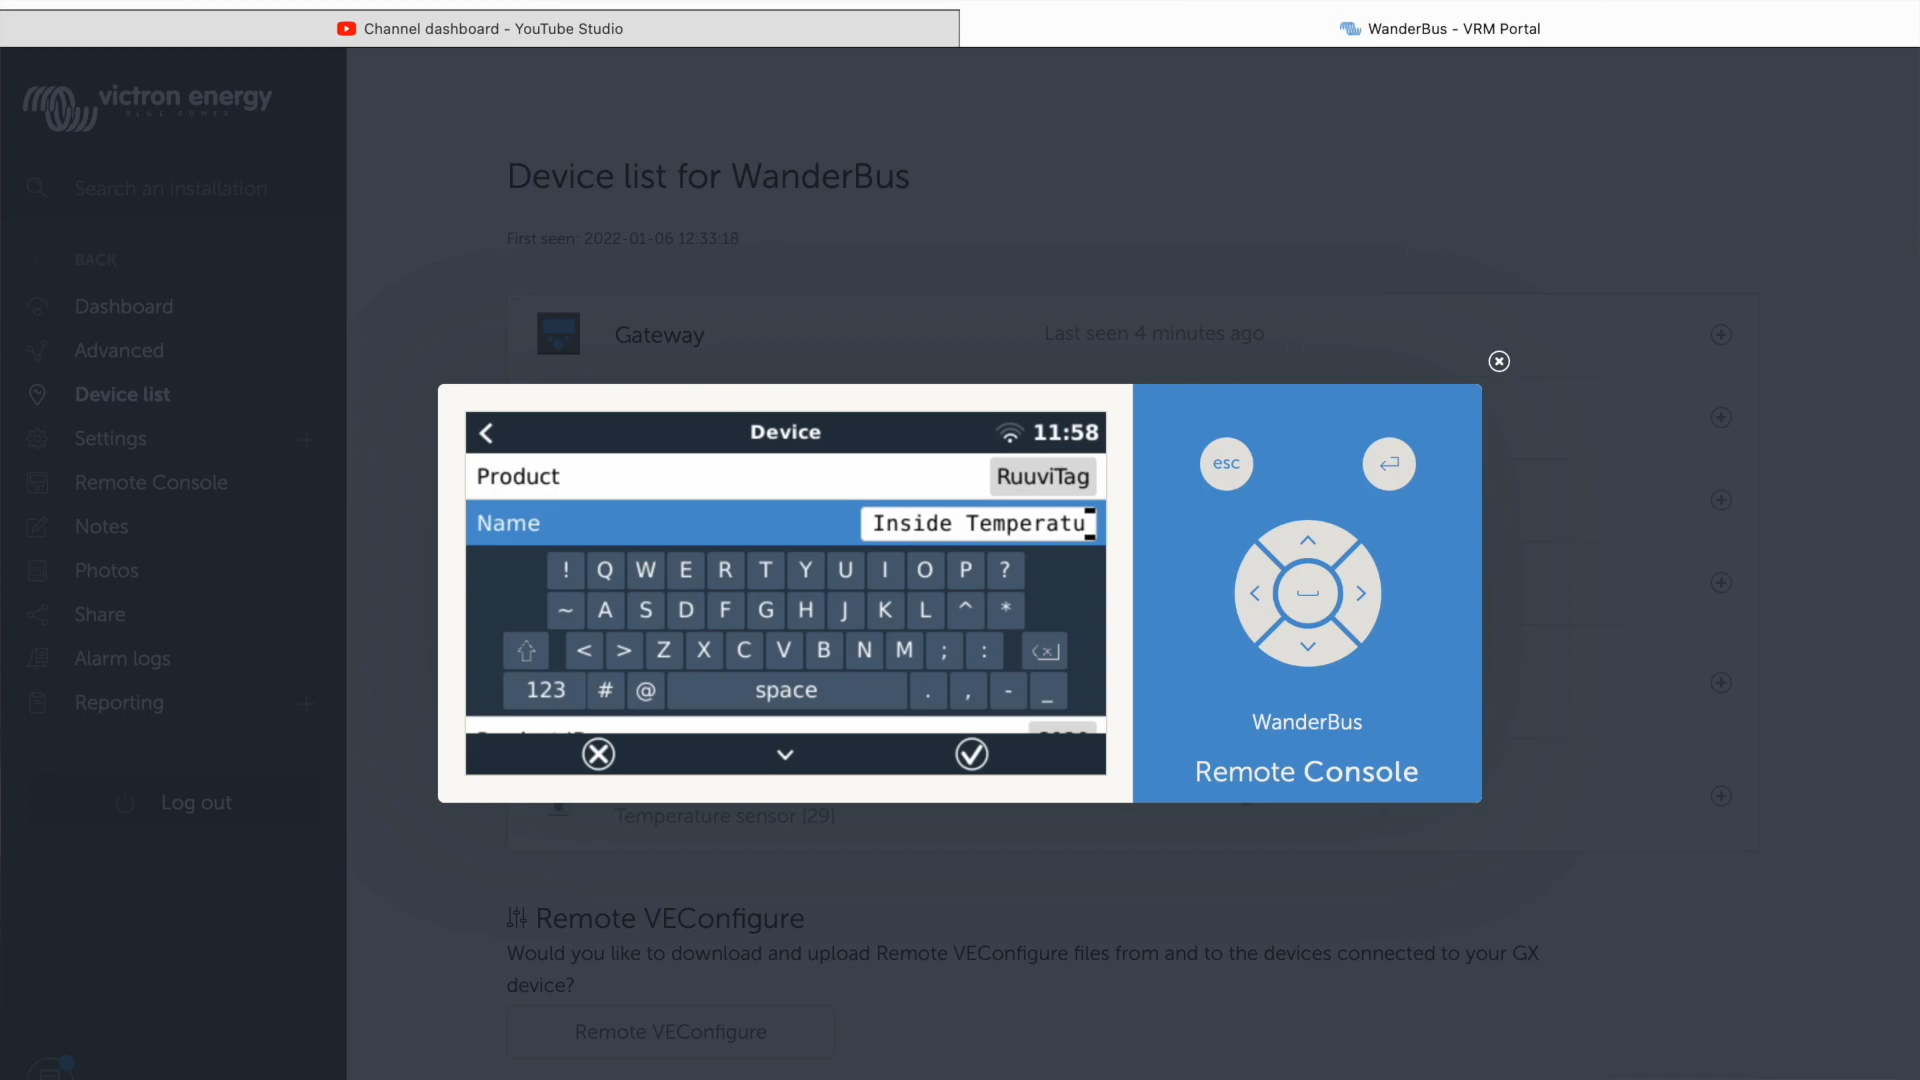 Channel dashboard - YouTube Studio
WanderBus - VRM Portal
victron energy
BLUE POWER
Search an installation
BACK
Dashboard
Advanced
Device list
Settings
Remote Console
Notes
Photos
Share
Alarm logs
Reporting
Log out
Device list for WanderBus
First seen: 2022-01-06 12:33:18
Gateway
Last seen 4 minutes ago
Device
11:58
Product
RuuviTag
Name
Inside Temperatu
! Q W E R T Y U I O P ?
~ A S D F G H J K L ^ *
< > Z X C V B N M ; :
123 # @ space . , - _
esc
WanderBus
Remote Console
Temperature sensor [29]
Remote VEConfigure
Would you like to download and upload Remote VEConfigure files from and to the devices connected to your GX
device?
Remote VEConfigure